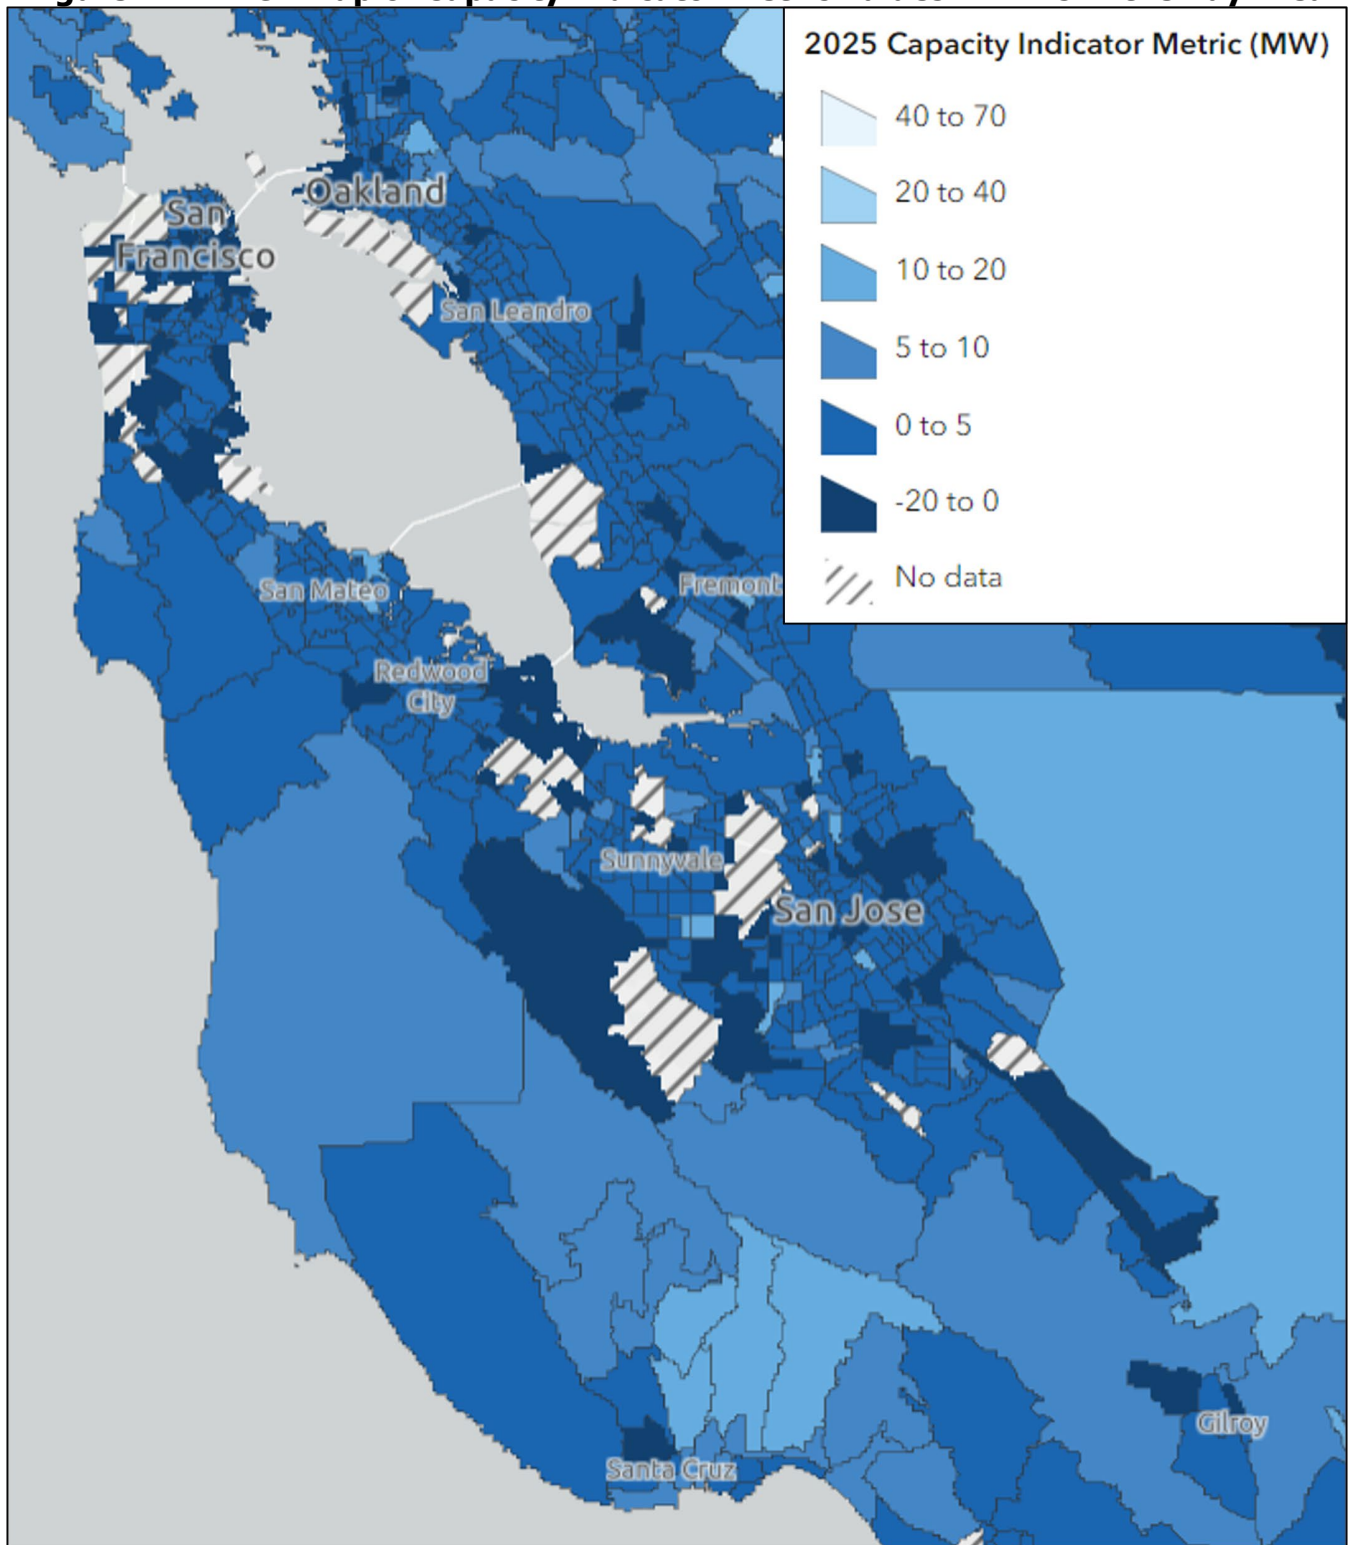 2025 Capacity Indicator Metric (MW)
40 to 70
20 to 40
10 to 20
5 to 10
0 to 5
-20 to 0
No data
Oakland
San
Francisco
San Leandro
San Mateo
Fremont
Redwood
City
Sunnyvale
San Jose
Gilroy
Santa Cruz